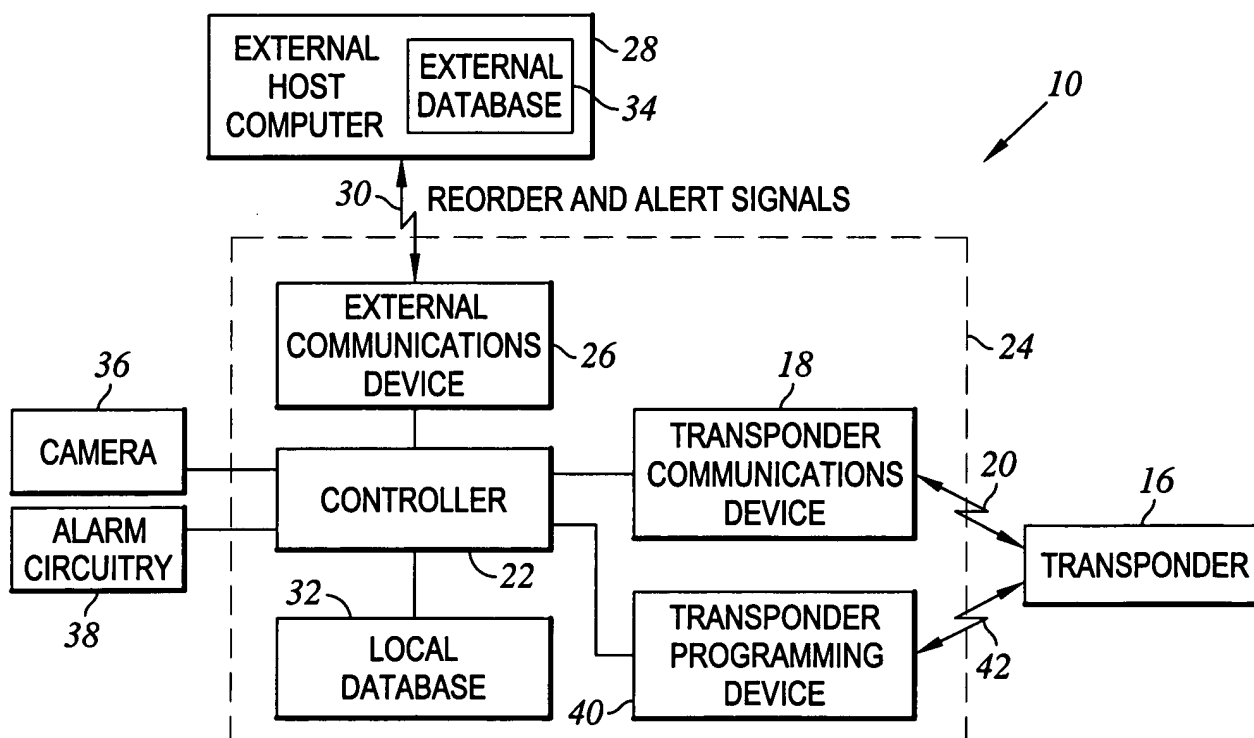 EXTERNAL
HOST
COMPUTER
EXTERNAL
DATABASE
28
34
10
30
REORDER AND ALERT SIGNALS
EXTERNAL
COMMUNICATIONS
DEVICE
26
24
36
CAMERA
18
TRANSPONDER
COMMUNICATIONS
DEVICE
20
16
TRANSPONDER
CONTROLLER
22
ALARM
CIRCUITRY
38
32
LOCAL
DATABASE
TRANSPONDER
PROGRAMMING
DEVICE
40
42